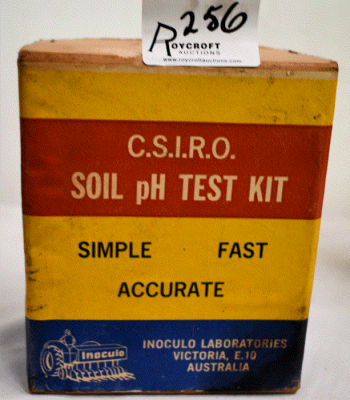 256
ROYCROFT
AUCTIONS
www.roycroftauctions.com
C.S.I.R.O.
SOIL pH TEST KIT
SIMPLE FAST
ACCURATE
Inoculo
INOCULO LABORATORIES
VICTORIA, E.10
AUSTRALIA